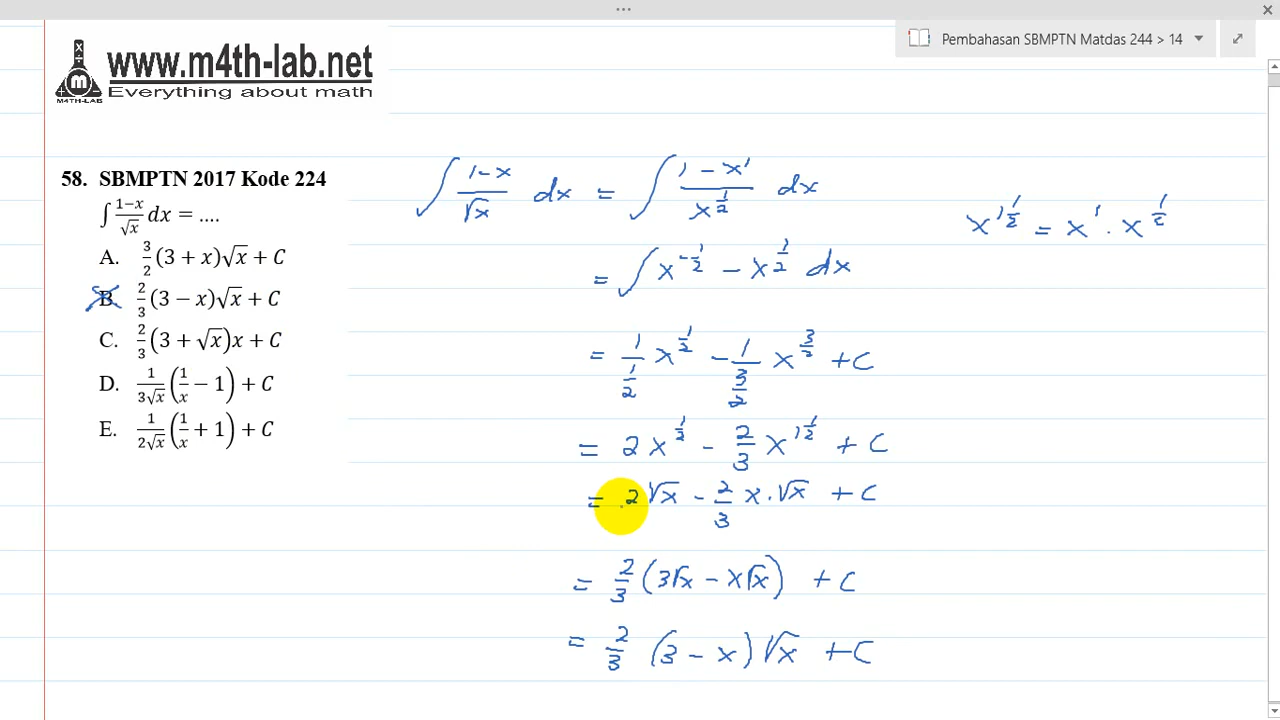 Pembahasan SBMPTN Matdas 244 > 14
www.m4th-lab.net
M4TH-LAB
Everything about math
58. SBMPTN 2017 Kode 224
∫ (1−x)/√x dx = ....
A. 3/2 (3 + x)√x + C
B. 2/3 (3 − x)√x + C
C. 2/3 (3 + √x)x + C
D. 1/(3√x) (1/x − 1) + C
E. 1/(2√x) (1/x + 1) + C
∫ (1−x)/√x dx = ∫ (1 − x¹)/x^(1/2) dx
x^(1 1/2) = x¹ · x^(1/2)
= ∫ x^(−1/2) − x^(1/2) dx
= 1/(1/2) x^(1/2) − 1/(3/2) x^(3/2) + C
= 2x^(1/2) − 2/3 x^(1 1/2) + C
= 2√x − 2/3 x·√x + C
= 2/3 (3√x − x√x) + C
= 2/3 (3 − x)√x + C